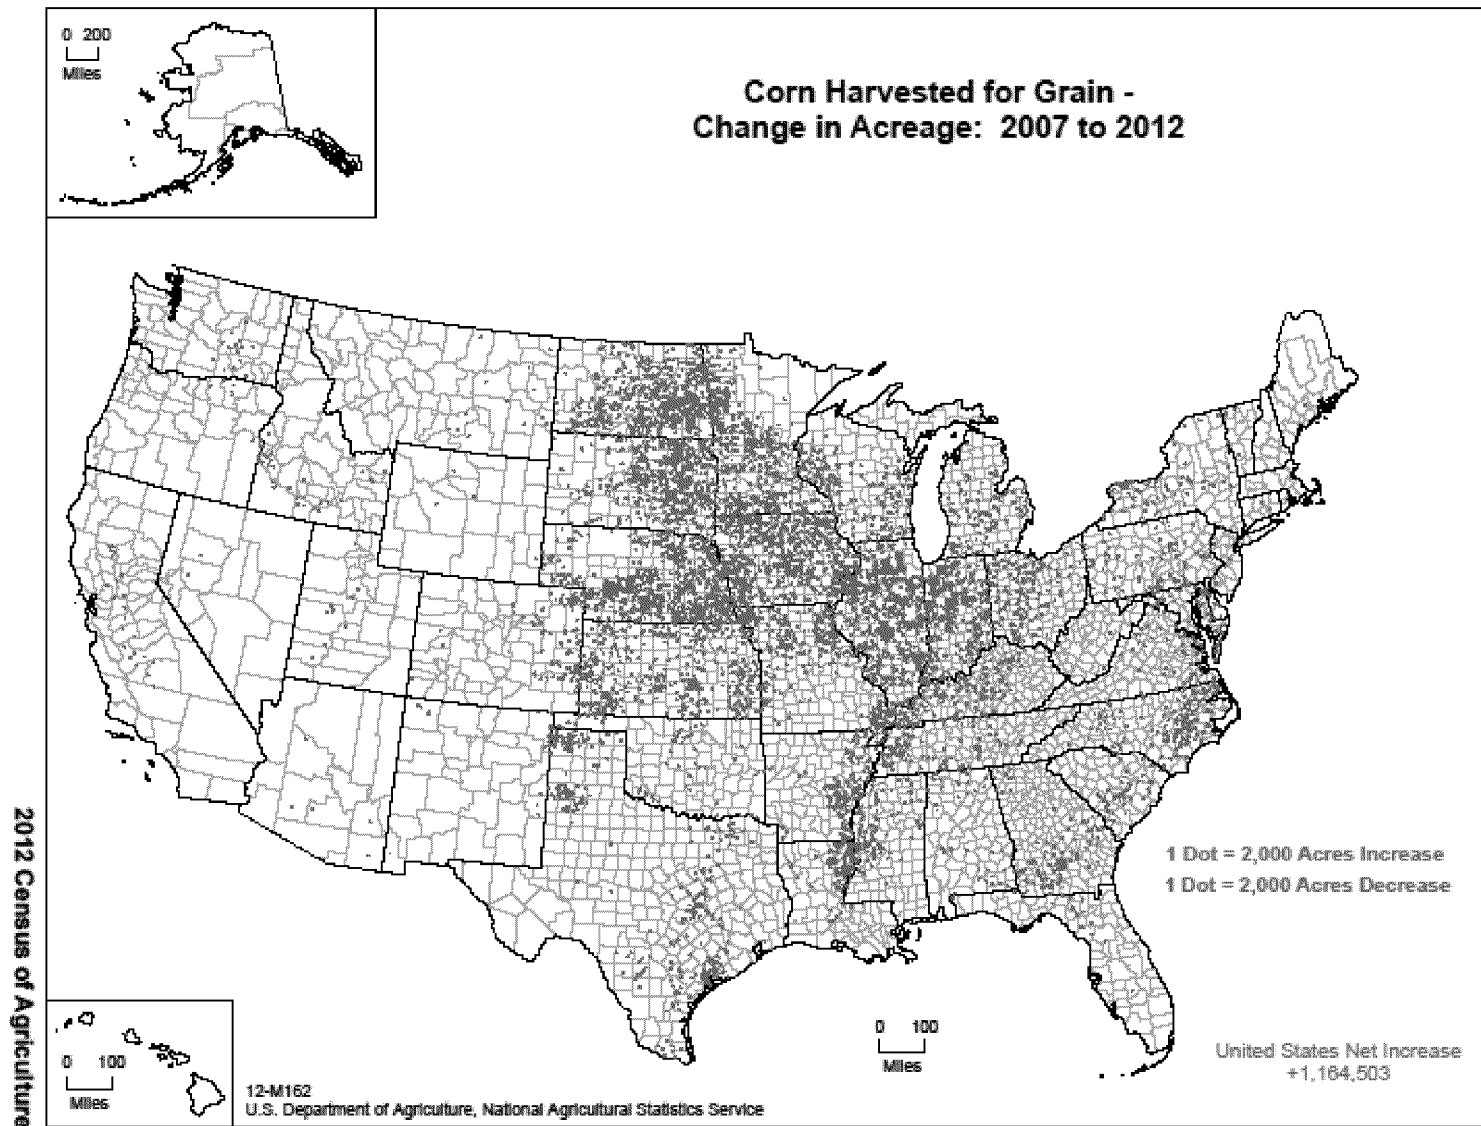 0 200
Miles
Corn Harvested for Grain -
Change in Acreage: 2007 to 2012
1 Dot = 2,000 Acres Increase
1 Dot = 2,000 Acres Decrease
0 100
Miles
United States Net Increase
+1,164,503
0 100
Miles
12-M162
U.S. Department of Agriculture, National Agricultural Statistics Service
2012 Census of Agriculture